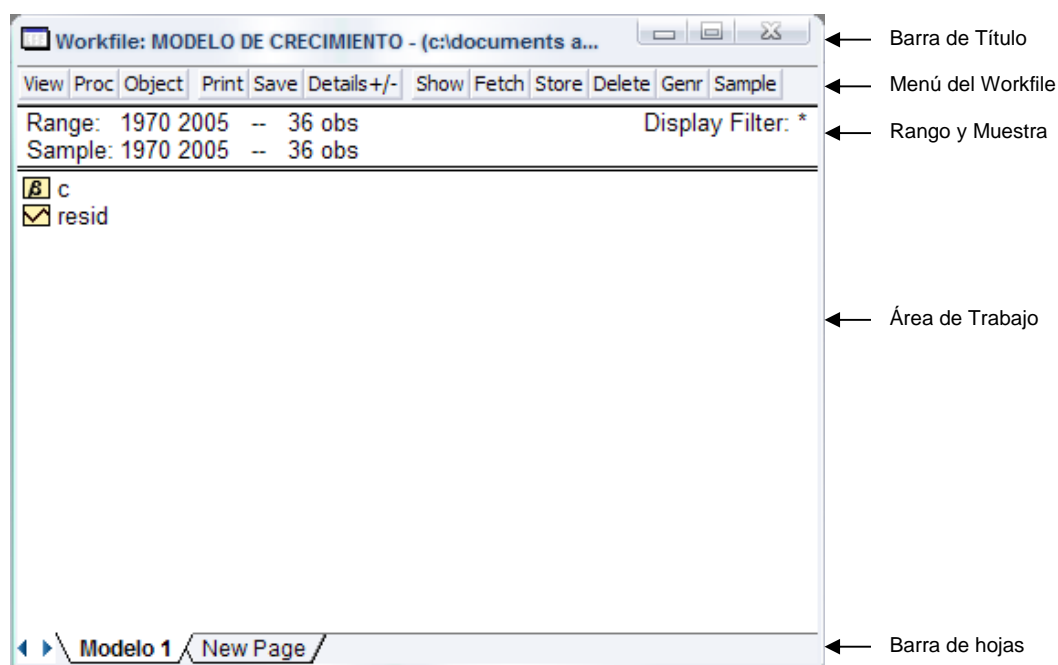 Workfile: MODELO DE CRECIMIENTO - (c:\documents a...
Barra de Título
View Proc Object Print Save Details+/- Show Fetch Store Delete Genr Sample
Menú del Workfile
Range: 1970 2005 -- 36 obs Display Filter: *
Rango y Muestra
Sample: 1970 2005 -- 36 obs
β c
resid
Área de Trabajo
Modelo 1 New Page
Barra de hojas